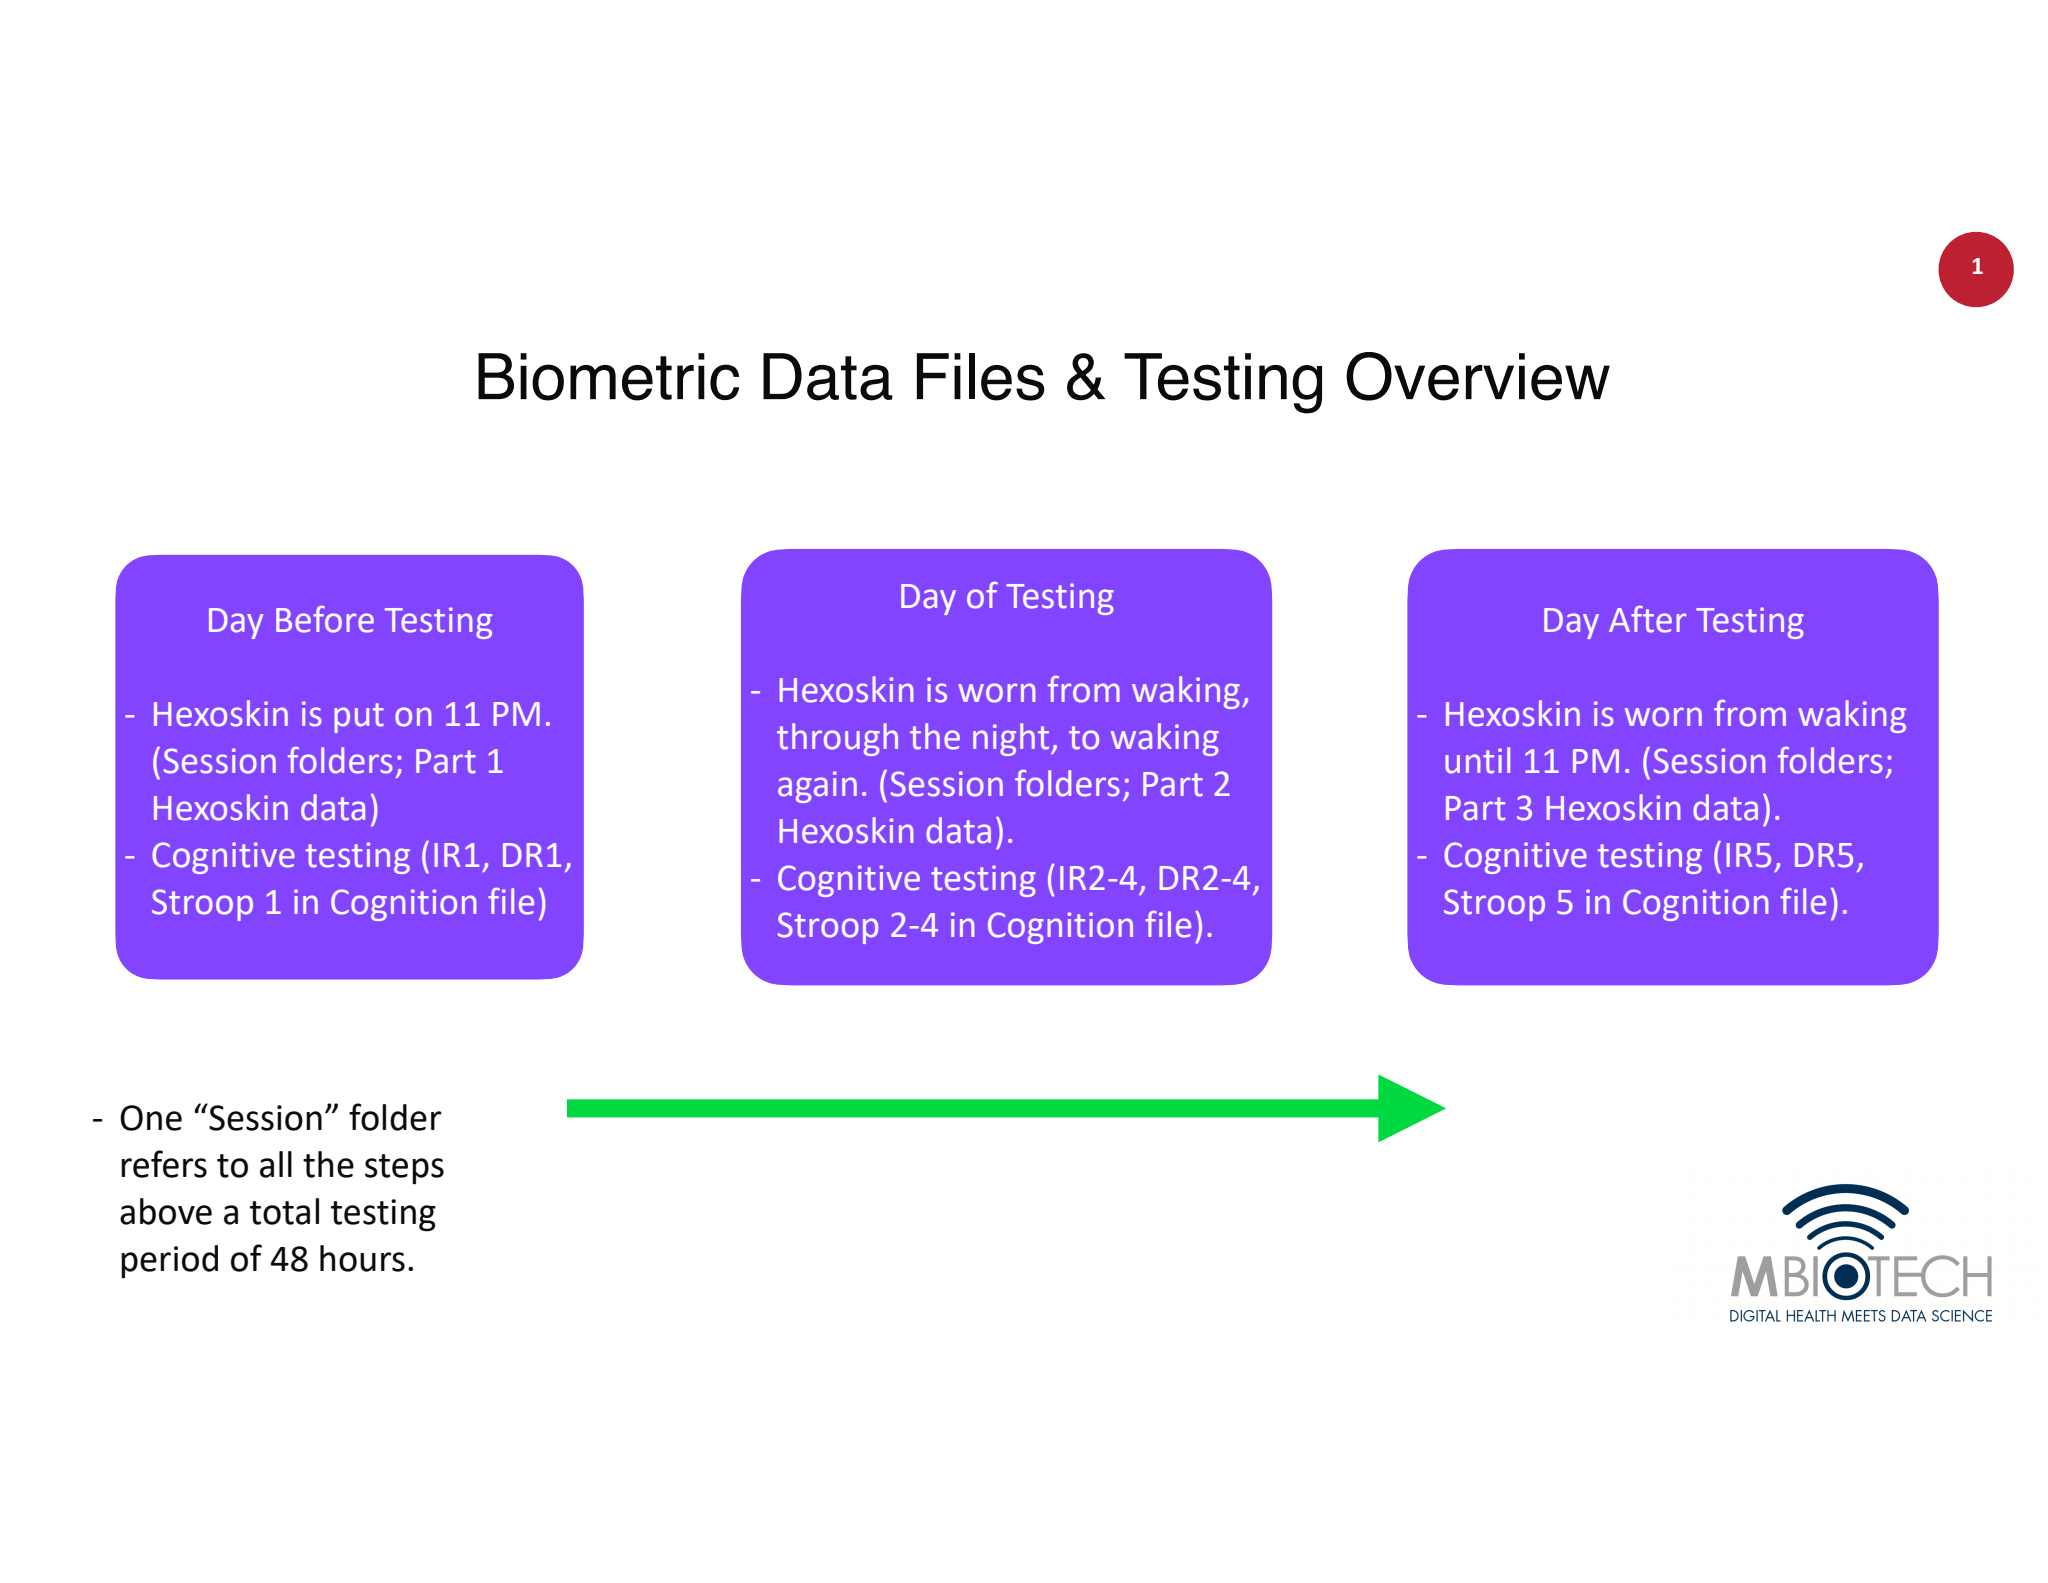 1
Biometric Data Files & Testing Overview
Day Before Testing
- Hexoskin is put on 11 PM.
(Session folders; Part 1
Hexoskin data)
- Cognitive testing (IR1, DR1,
Stroop 1 in Cognition file)
Day of Testing
- Hexoskin is worn from waking,
through the night, to waking
again. (Session folders; Part 2
Hexoskin data).
- Cognitive testing (IR2-4, DR2-4,
Stroop 2-4 in Cognition file).
Day After Testing
- Hexoskin is worn from waking
until 11 PM. (Session folders;
Part 3 Hexoskin data).
- Cognitive testing (IR5, DR5,
Stroop 5 in Cognition file).
- One “Session” folder
refers to all the steps
above a total testing
period of 48 hours.
MBIOTECH
DIGITAL HEALTH MEETS DATA SCIENCE